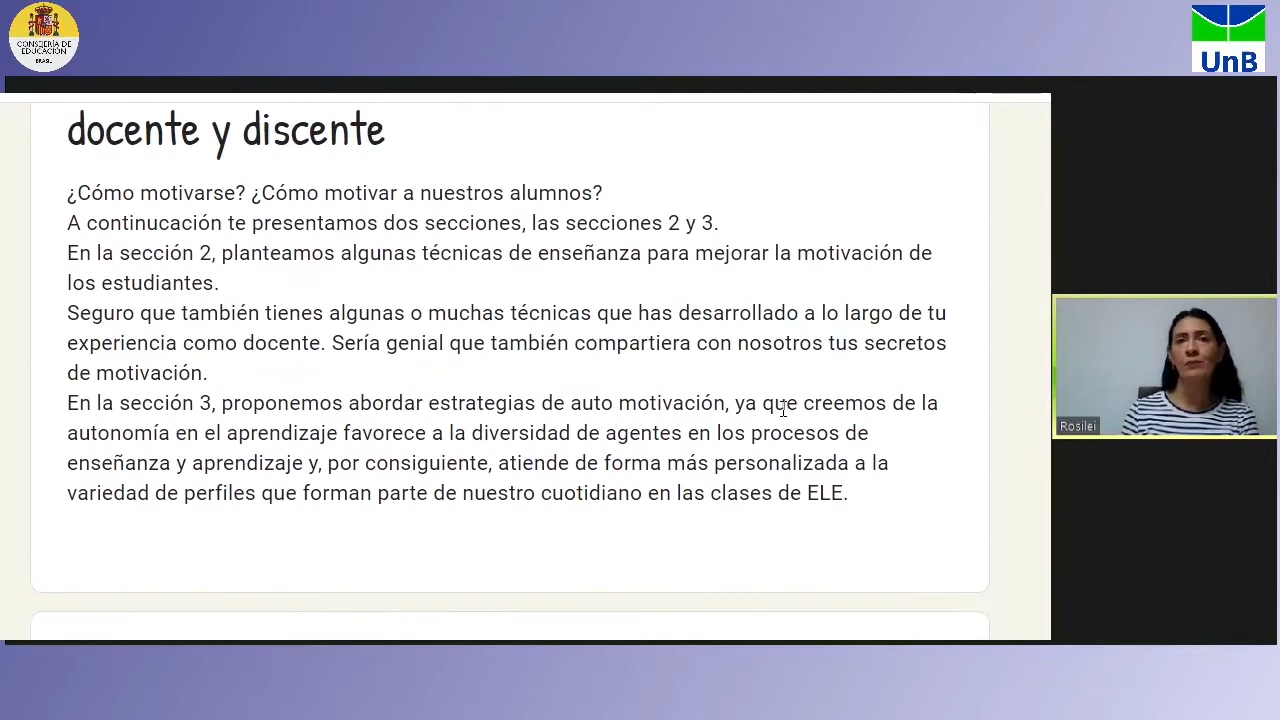 CONSEJERÍA DE
EDUCACIÓN
BRASIL
UnB
docente y discente
¿Cómo motivarse? ¿Cómo motivar a nuestros alumnos?
A continucación te presentamos dos secciones, las secciones 2 y 3.
En la sección 2, planteamos algunas técnicas de enseñanza para mejorar la motivación de
los estudiantes.
Seguro que también tienes algunas o muchas técnicas que has desarrollado a lo largo de tu
experiencia como docente. Sería genial que también compartiera con nosotros tus secretos
de motivación.
En la sección 3, proponemos abordar estrategias de auto motivación, ya que creemos de la
autonomía en el aprendizaje favorece a la diversidad de agentes en los procesos de
enseñanza y aprendizaje y, por consiguiente, atiende de forma más personalizada a la
variedad de perfiles que forman parte de nuestro cuotidiano en las clases de ELE.
Rosilei